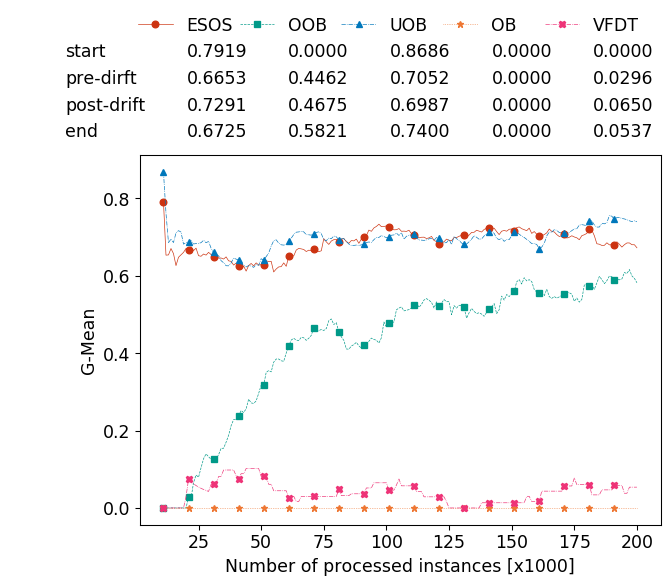 ESOS OOB UOB OB VFDT
start 0.7919 0.0000 0.8686 0.0000 0.0000
pre-dirft 0.6653 0.4462 0.7052 0.0000 0.0296
post-drift 0.7291 0.4675 0.6987 0.0000 0.0650
end 0.6725 0.5821 0.7400 0.0000 0.0537
0.8
0.6
0.4
0.2
0.0
G-Mean
25 50 75 100 125 150 175 200
Number of processed instances [x1000]